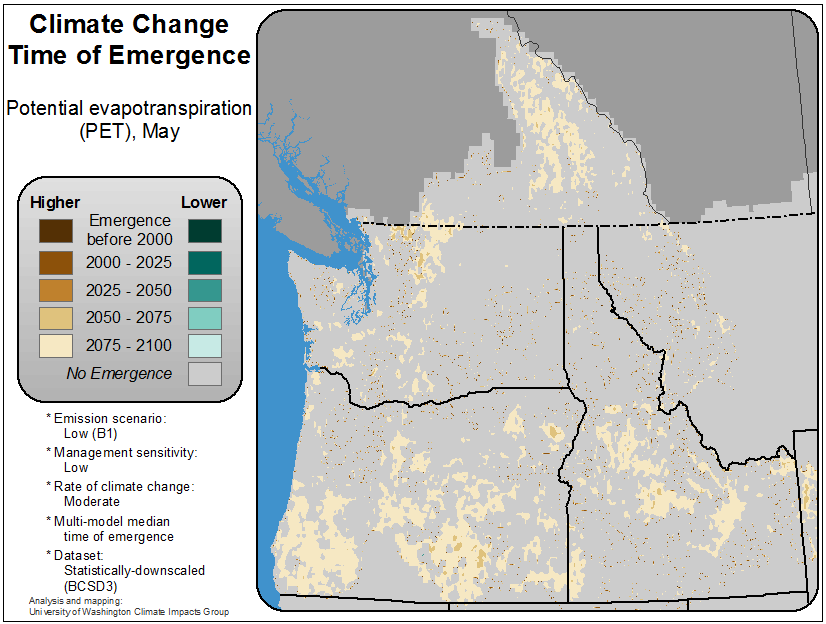 Climate Change
Time of Emergence
Potential evapotranspiration
(PET), May
Higher Lower
Emergence
before 2000
2000 - 2025
2025 - 2050
2050 - 2075
2075 - 2100
No Emergence
* Emission scenario:
Low (B1)
* Management sensitivity:
Low
* Rate of climate change:
Moderate
* Multi-model median
time of emergence
* Dataset:
Statistically-downscaled
(BCSD3)
Analysis and mapping:
University of Washington Climate Impacts Group